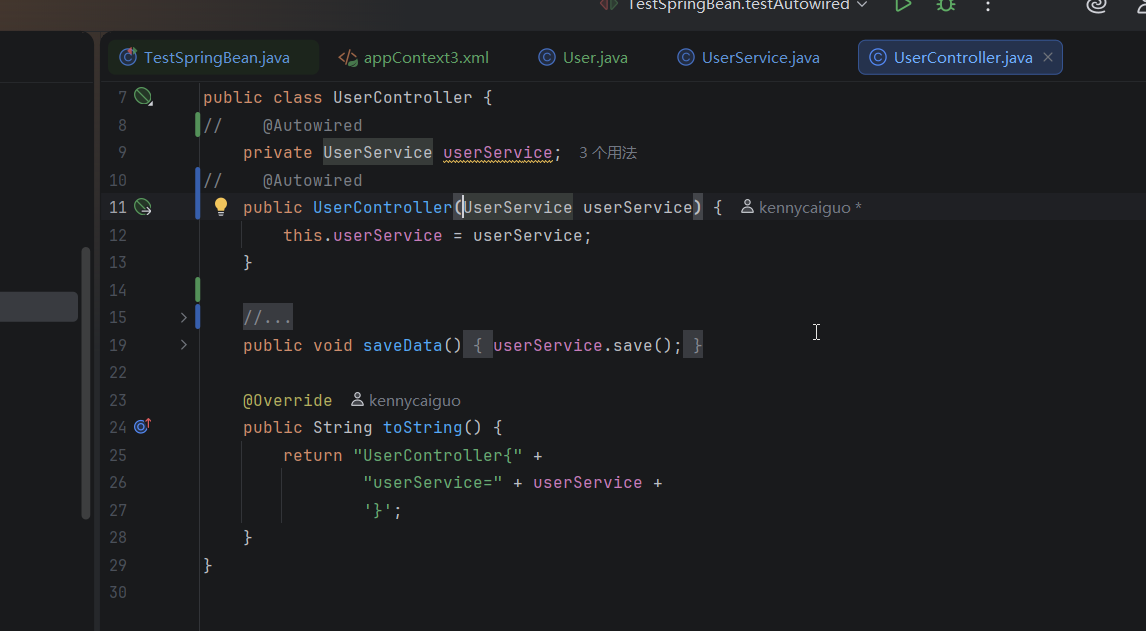 TestSpringBean.testAutowired
TestSpringBean.java appContext3.xml User.java UserService.java UserController.java
7 public class UserController {
8 // @Autowired
9 private UserService userService; 3 个用法
10 // @Autowired
11 public UserController(UserService userService) { kennycaiguo *
12 this.userService = userService;
13 }
14
15 //...
19 public void saveData() { userService.save(); }
22
23 @Override kennycaiguo
24 public String toString() {
25 return "UserController{" +
26 "userService=" + userService +
27 '}';
28 }
29 }
30